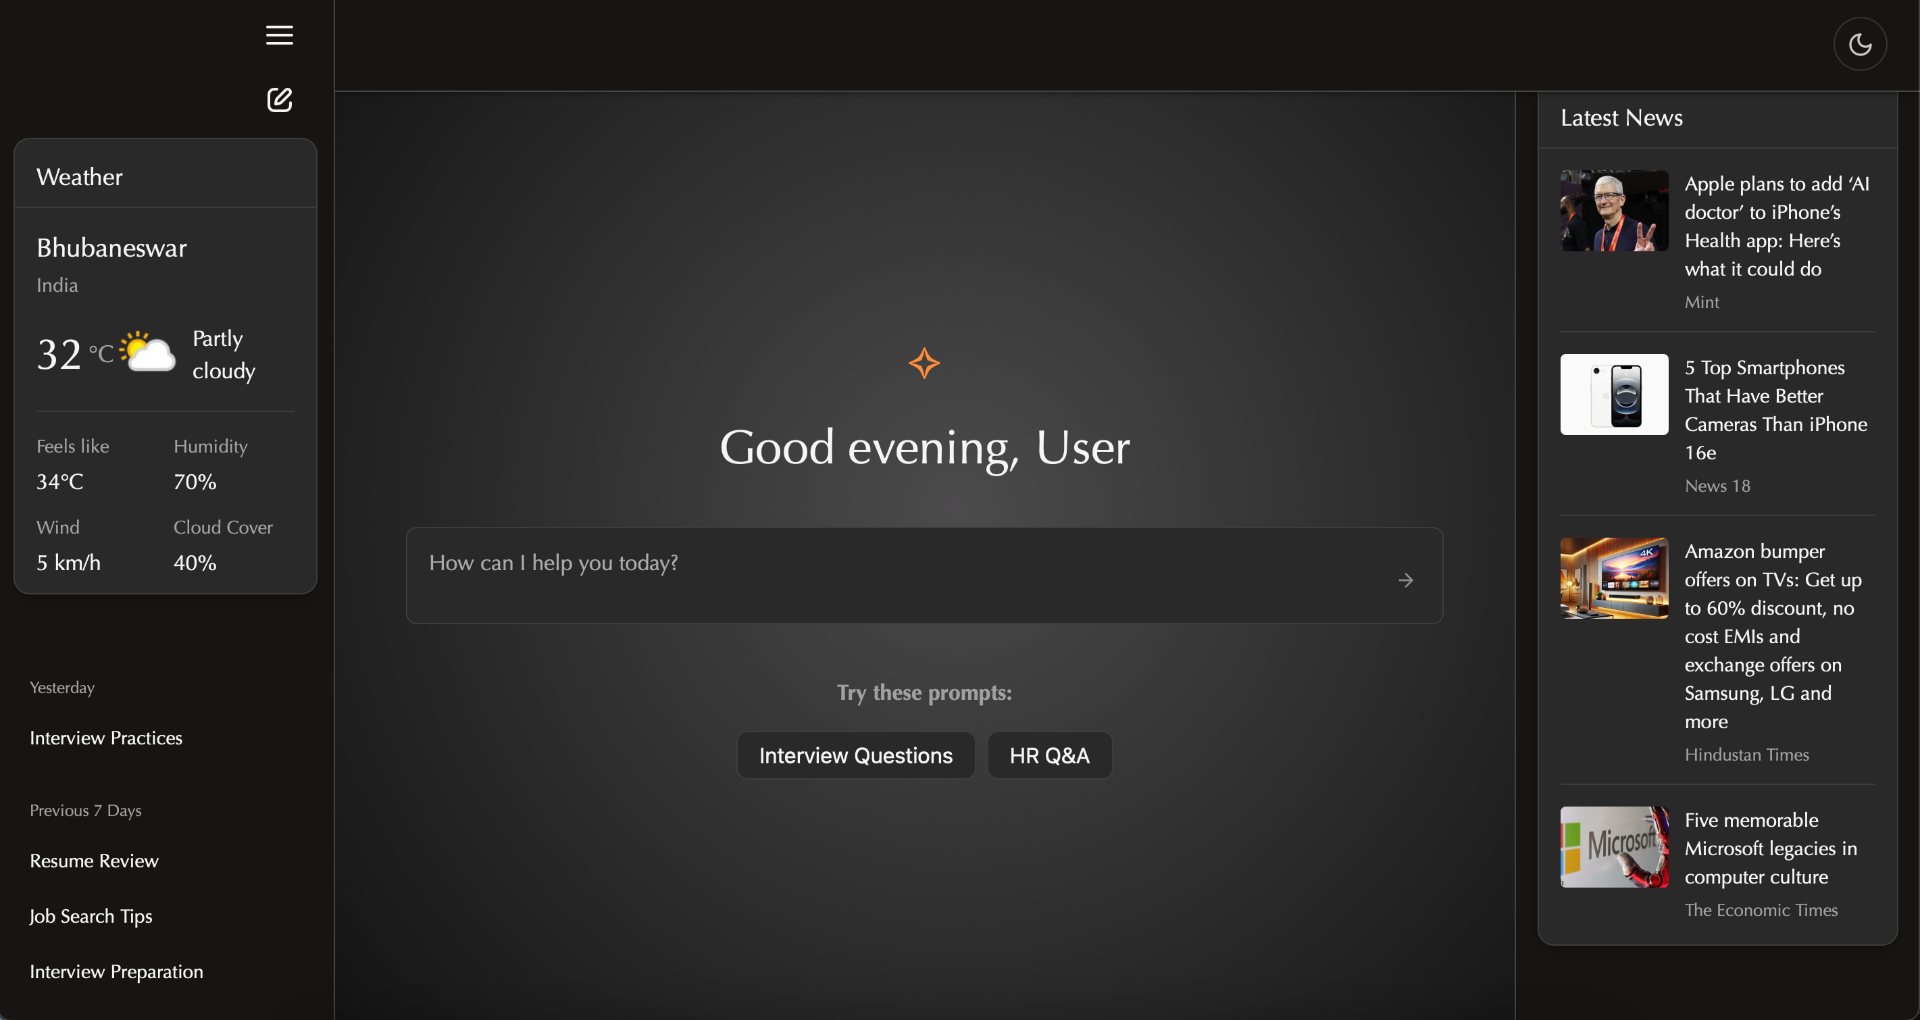 Weather
Bhubaneswar
India
32 °C
Partly
cloudy
Feels like
34°C
Humidity
70%
Wind
5 km/h
Cloud Cover
40%
Yesterday
Interview Practices
Previous 7 Days
Resume Review
Job Search Tips
Interview Preparation
Good evening, User
How can I help you today?
Try these prompts:
Interview Questions
HR Q&A
Latest News
Apple plans to add ‘AI
doctor’ to iPhone’s
Health app: Here’s
what it could do
Mint
5 Top Smartphones
That Have Better
Cameras Than iPhone
16e
News 18
4K
Amazon bumper
offers on TVs: Get up
to 60% discount, no
cost EMIs and
exchange offers on
Samsung, LG and
more
Hindustan Times
Microsoft
Five memorable
Microsoft legacies in
computer culture
The Economic Times